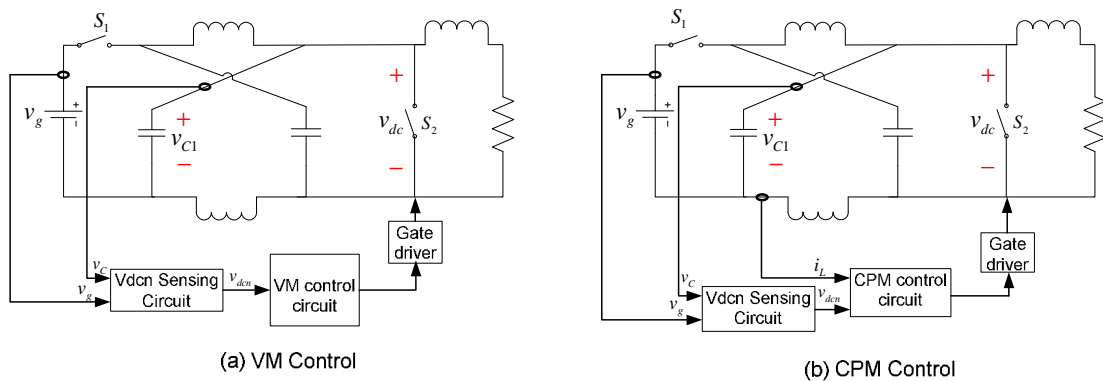 S1
vg
+
-
+
vC1
−
+
vdc
S2
−
Gate
driver
vC
vg
Vdcn Sensing
Circuit
vdcn
VM control
circuit
(a) VM Control
S1
vg
+
-
+
vC1
−
+
vdc
S2
−
Gate
driver
iL
vC
vg
Vdcn Sensing
Circuit
vdcn
CPM control
circuit
(b) CPM Control